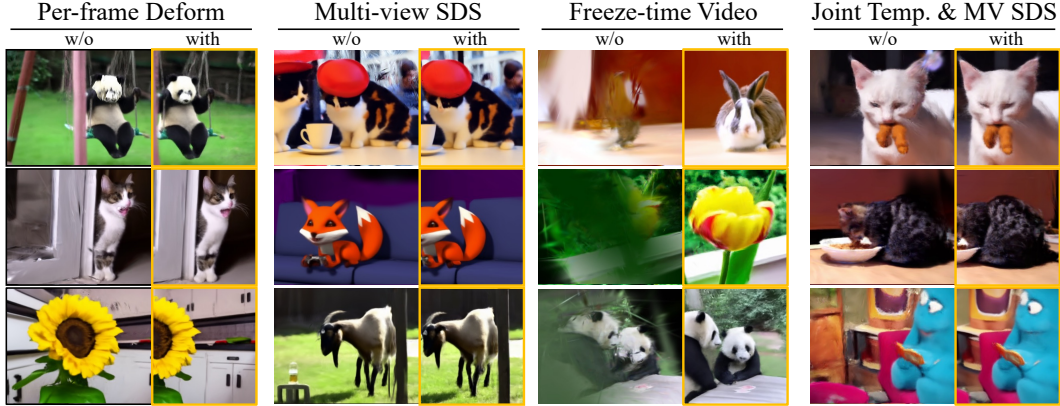 Per-frame Deform
Multi-view SDS
Freeze-time Video
Joint Temp. & MV SDS
w/o
with
w/o
with
w/o
with
w/o
with